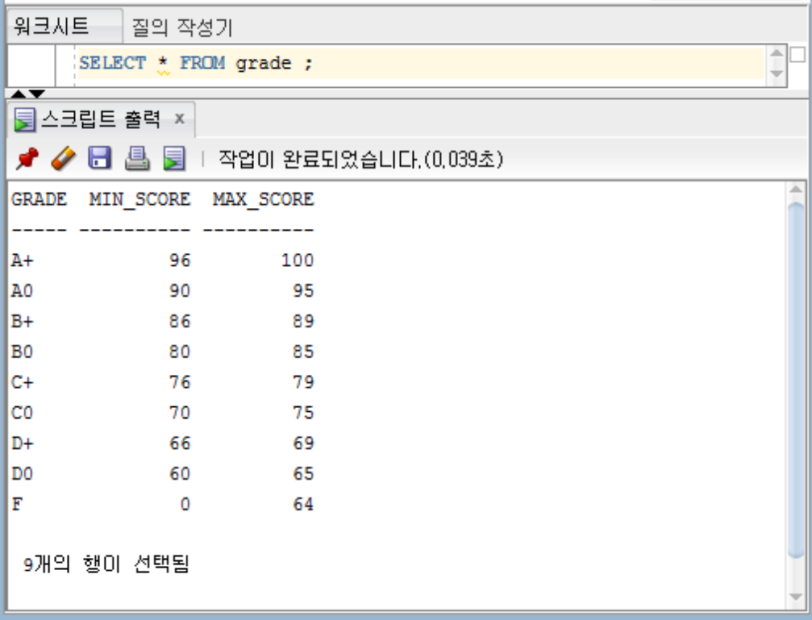 워크시트 질의 작성기
SELECT * FROM grade ;
스크립트 출력 x
작업이 완료되었습니다.(0,039초)
GRADE MIN_SCORE MAX_SCORE
----- ---------- ----------
A+ 96 100
A0 90 95
B+ 86 89
B0 80 85
C+ 76 79
C0 70 75
D+ 66 69
D0 60 65
F 0 64
9개의 행이 선택됨